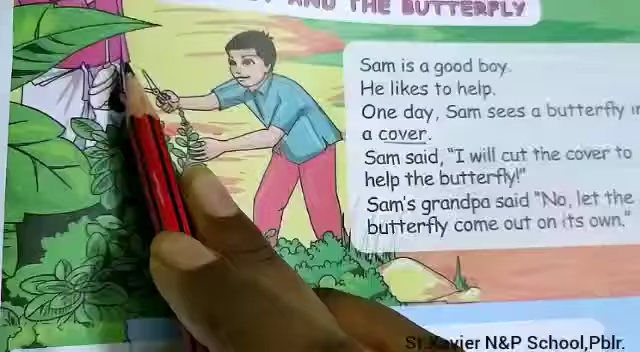 AND THE BUTTERFLY
Sam is a good boy.
He likes to help.
One day, Sam sees a butterfly in
a cover.
Sam said, "I will cut the cover to
help the butterfly!"
Sam's grandpa said "No, let the
butterfly come out on its own."
St.Xavier N&P School,Pblr.